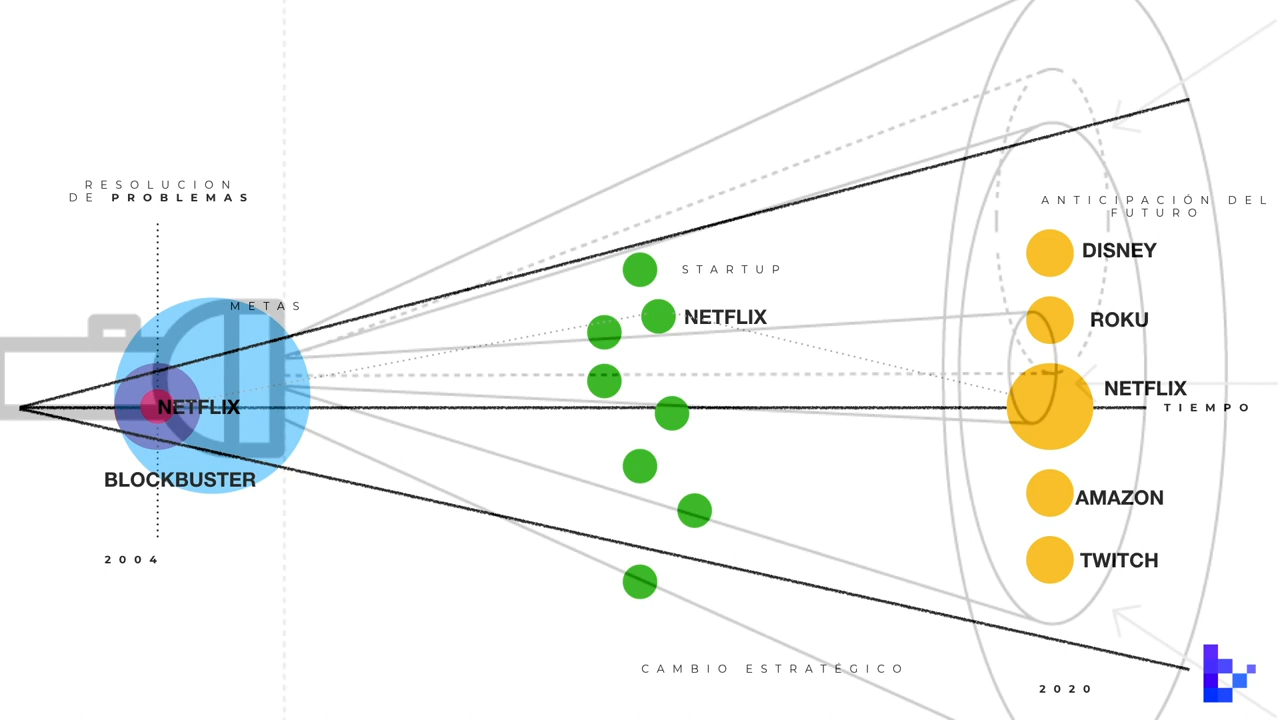 RESOLUCION
DE PROBLEMAS
METAS
NETFLIX
BLOCKBUSTER
2004
STARTUP
NETFLIX
CAMBIO ESTRATÉGICO
ANTICIPACIÓN DEL
FUTURO
DISNEY
ROKU
NETFLIX
TIEMPO
AMAZON
TWITCH
2020